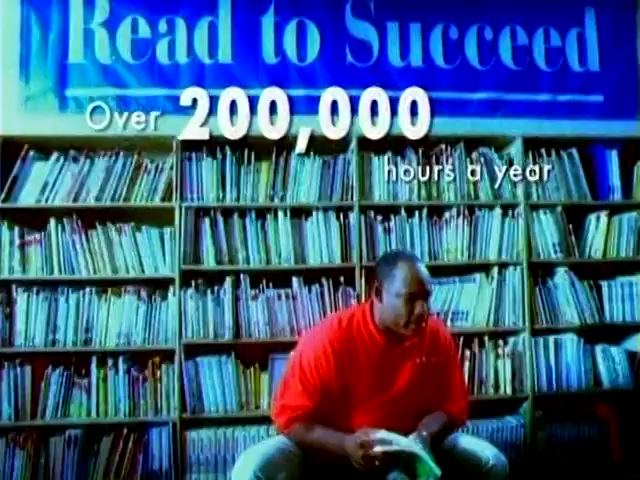 Read to Succeed
Over 200,000
hours a year